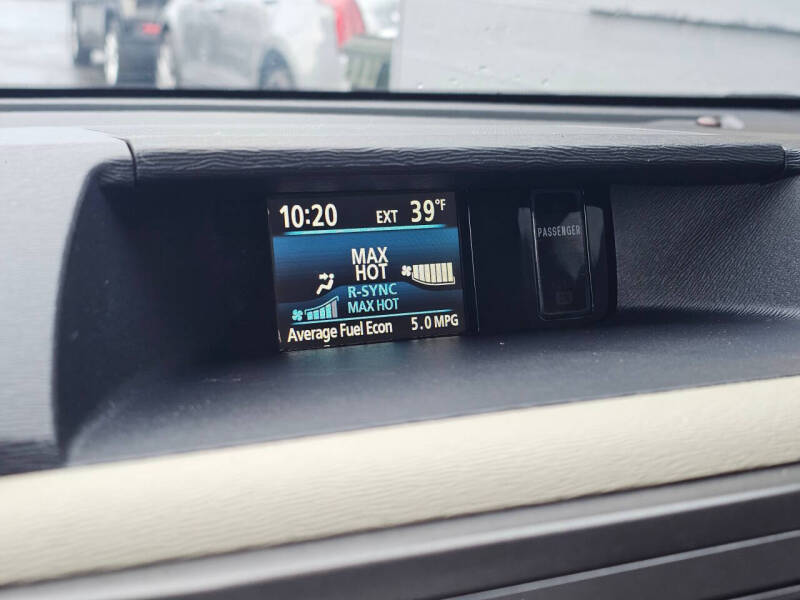 10:20 EXT 39°F
MAX
HOT
R-SYNC
MAX HOT
Average Fuel Econ 5.0 MPG
PASSENGER